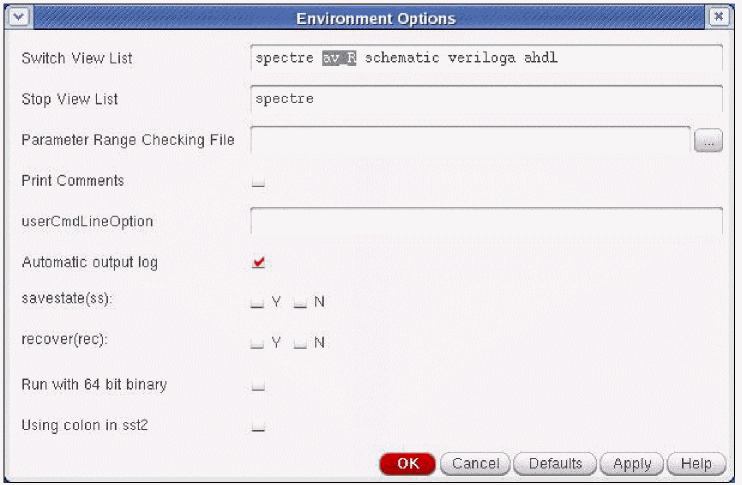 Environment Options
Switch View List spectre av_R schematic veriloga ahdl
Stop View List spectre
Parameter Range Checking File ...
Print Comments
userCmdLineOption
Automatic output log
savestate(ss): Y N
recover(rec): Y N
Run with 64 bit binary
Using colon in sst2
OK Cancel Defaults Apply Help